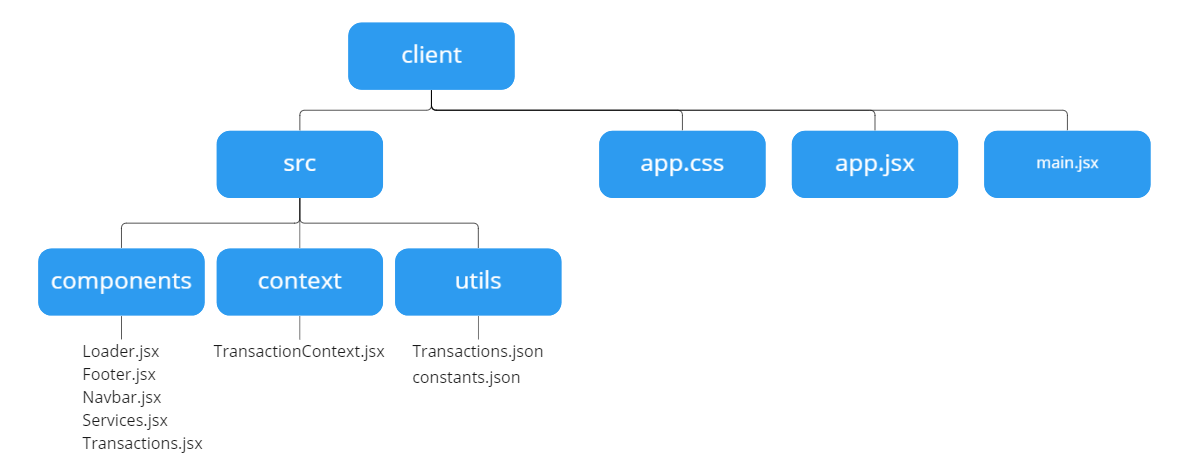 client
src
app.css
app.jsx
main.jsx
components
context
utils
Loader.jsx
Footer.jsx
Navbar.jsx
Services.jsx
Transactions.jsx
TransactionContext.jsx
Transactions.json
constants.json